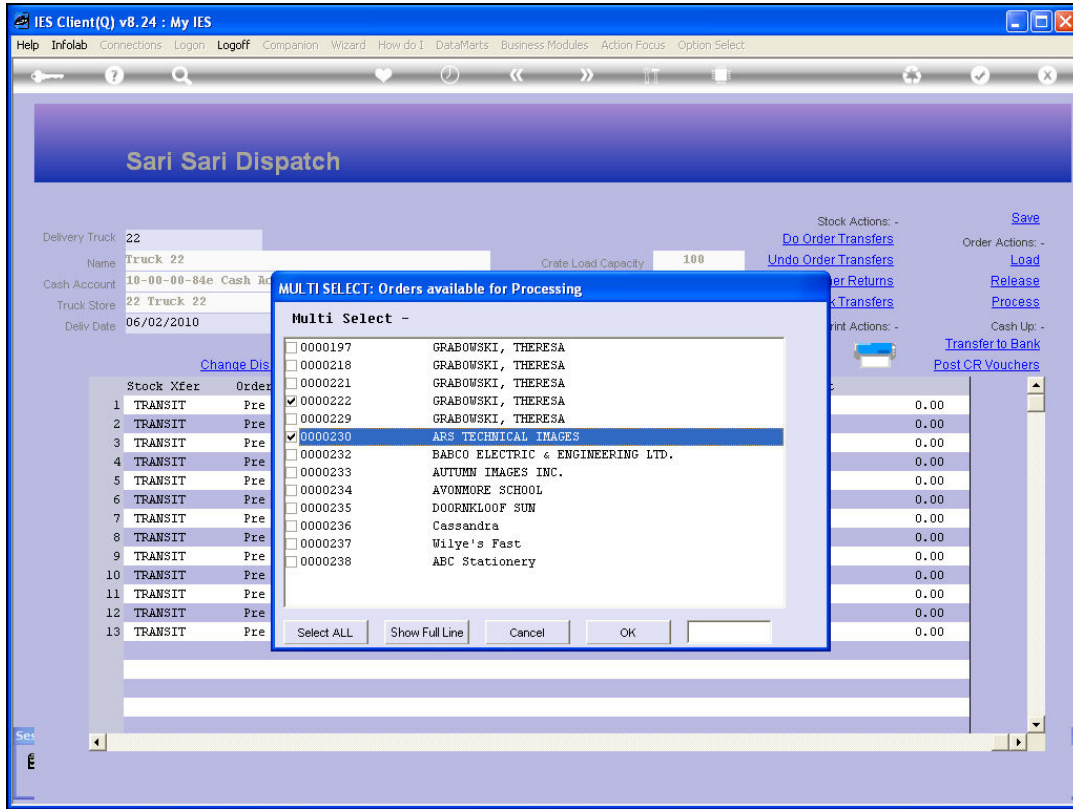 IES Client(Q) v8.24 : My IES
Help Infolab Connections Logon Logoff Companion Wizard How do I DataMarts Business Modules Action Focus Option Select
Sari Sari Dispatch
Stock Actions: - Save
Delivery Truck 22 Do Order Transfers Order Actions: -
Name Truck 22 Crate Load Capacity 100 Undo Order Transfers Load
Cash Account 10-00-00-84e Cash Ac er Returns Release
Truck Store 22 Truck 22 k Transfers Process
Deliv Date 06/02/2010 rint Actions: - Cash Up: -
Transfer to Bank
Change Dis Post CR Vouchers
Stock Xfer Order
1 TRANSIT Pre 0.00
2 TRANSIT Pre 0.00
3 TRANSIT Pre 0.00
4 TRANSIT Pre 0.00
5 TRANSIT Pre 0.00
6 TRANSIT Pre 0.00
7 TRANSIT Pre 0.00
8 TRANSIT Pre 0.00
9 TRANSIT Pre 0.00
10 TRANSIT Pre 0.00
11 TRANSIT Pre 0.00
12 TRANSIT Pre 0.00
13 TRANSIT Pre 0.00
MULTI SELECT: Orders available for Processing
Multi Select -
0000197 GRABOWSKI, THERESA
0000218 GRABOWSKI, THERESA
0000221 GRABOWSKI, THERESA
0000222 GRABOWSKI, THERESA
0000229 GRABOWSKI, THERESA
0000230 ARS TECHNICAL IMAGES
0000232 BABCO ELECTRIC & ENGINEERING LTD.
0000233 AUTUMN IMAGES INC.
0000234 AVONMORE SCHOOL
0000235 DOORNKLOOF SUN
0000236 Cassandra
0000237 Wilye's Fast
0000238 ABC Stationery
Select ALL Show Full Line Cancel OK
Ses